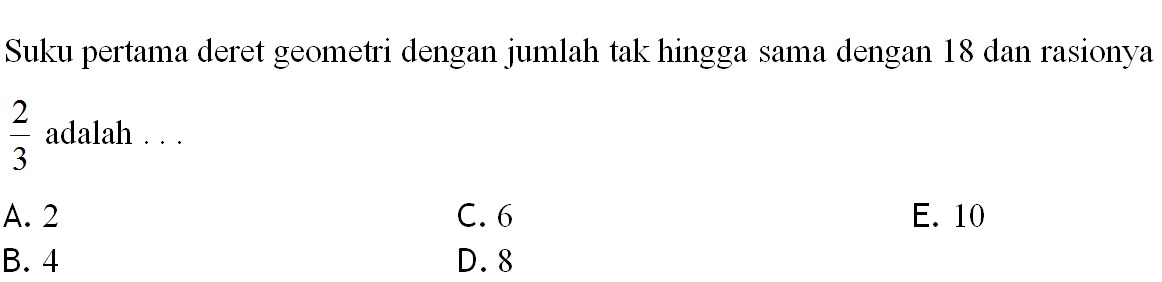 Suku pertama deret geometri dengan jumlah tak hingga sama dengan 18 dan rasionya
2/3 adalah . . .
A. 2 C. 6 E. 10
B. 4 D. 8